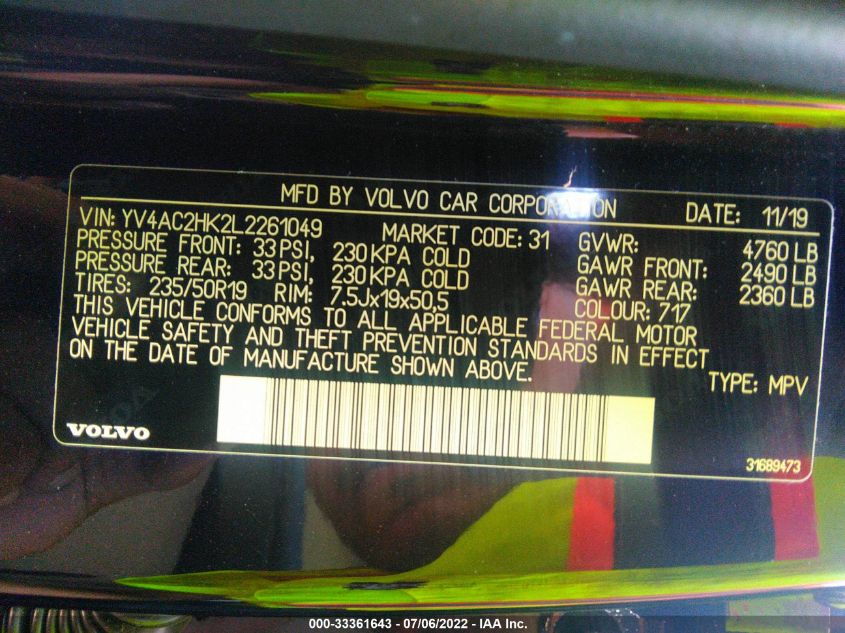 MFD BY VOLVO CAR CORPORATION DATE: 11/19
VIN: YV4AC2HK2L2261049 MARKET CODE: 31 GVWR: 4760 LB
PRESSURE FRONT: 33 PSI, 230 KPA COLD GAWR FRONT: 2490 LB
PRESSURE REAR: 33 PSI, 230 KPA COLD GAWR REAR: 2360 LB
TIRES: 235/50R19 RIM: 7.5Jx19x50,5 COLOUR: 717
THIS VEHICLE CONFORMS TO ALL APPLICABLE FEDERAL MOTOR
VEHICLE SAFETY AND THEFT PREVENTION STANDARDS IN EFFECT
ON THE DATE OF MANUFACTURE SHOWN ABOVE.
TYPE: MPV
VOLVO
31689473
000-33361643 - 07/06/2022 - IAA Inc.